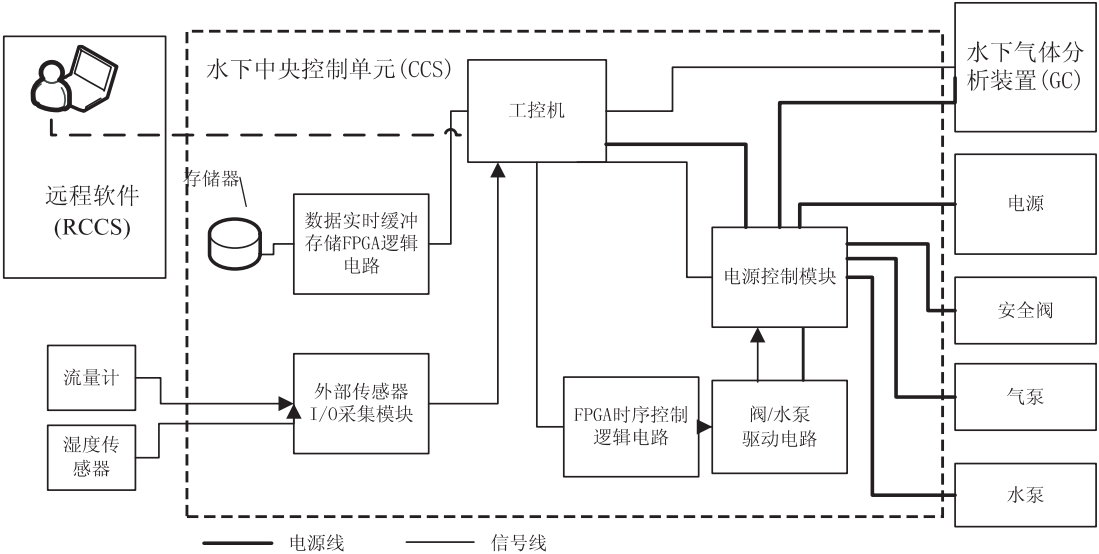 水下气体分
析装置(GC)
水下中央控制单元(CCS)
工控机
远程软件
(RCCS)
存储器
数据实时缓冲
存储FPGA逻辑
电路
电源
电源控制模块
安全阀
流量计
外部传感器
I/O采集模块
气泵
FPGA时序控制
逻辑电路
阀/水泵
驱动电路
湿度传
感器
水泵
电源线
信号线